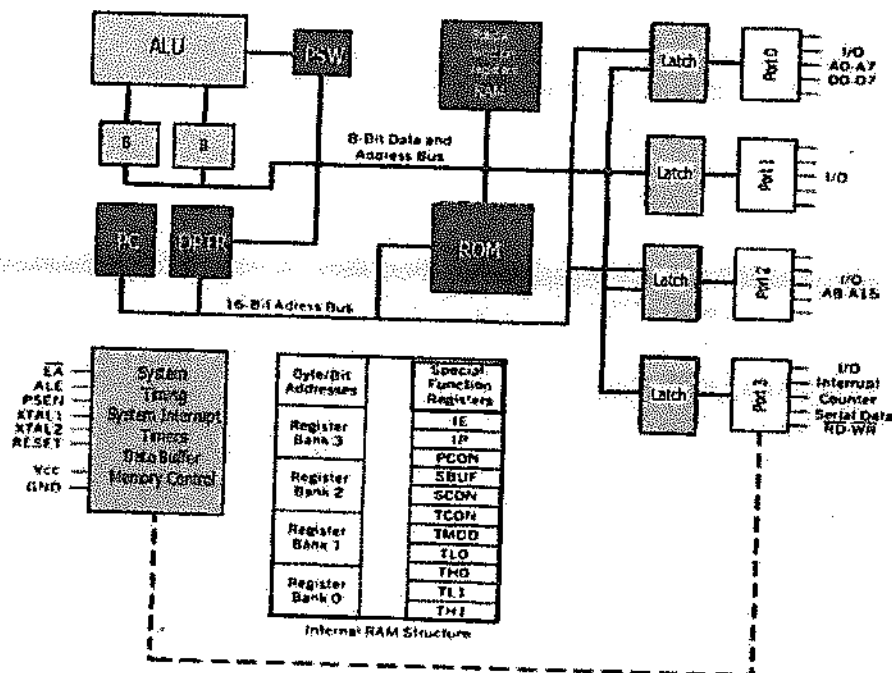 ALU
PSW
RAM
B
B
8-Bit Data and
Address Bus
PC
DPTR
ROM
16-Bit Adress Bus
Latch
Port 0
I/O
A0-A7
D0-D7
Latch
Port 1
I/O
Latch
Port 2
I/O
A8-A15
Latch
Port 3
I/O
Interrupt
Counter
Serial Data
RD-WR
EA
ALE
PSEN
XTAL1
XTAL2
RESET
Vcc
GND
System
Timing
System Interrupt
Timers
Data Buffer
Memory Control
Byte/Bit
Addresses
Register
Bank 3
Register
Bank 2
Register
Bank 1
Register
Bank 0
Special
Function
Registers
IE
IP
PCON
SBUF
SCON
TCON
TMOD
TL0
TH0
TL1
TH1
Internal RAM Structure